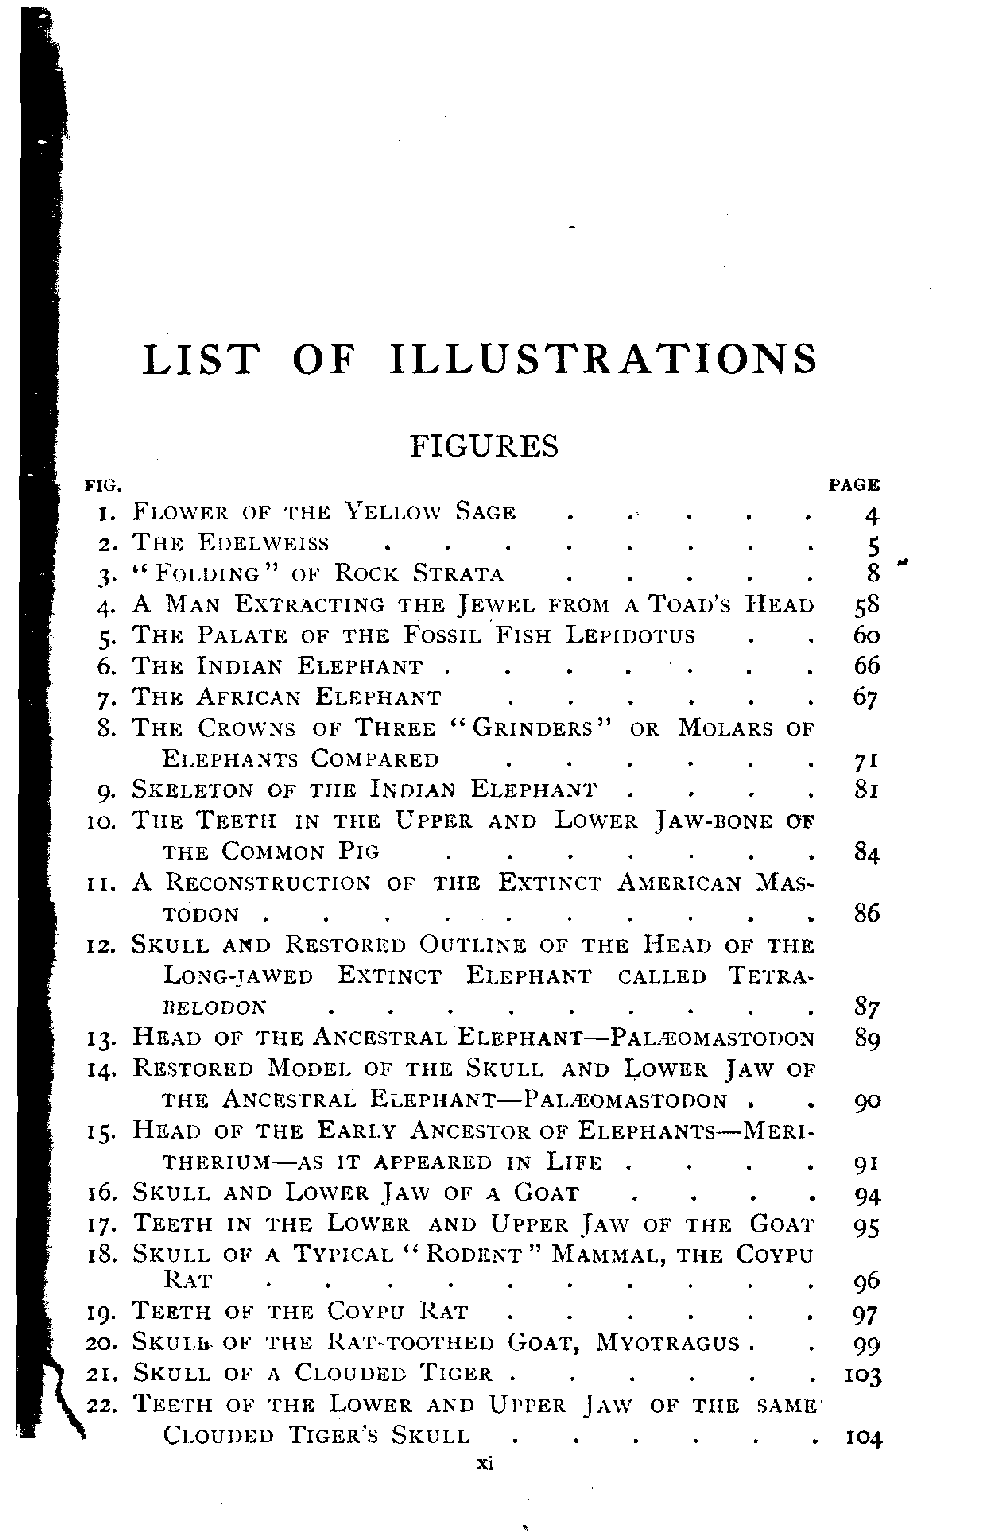 LIST OF ILLUSTRATIONS
FIGURES
FIG. PAGE
1. Flower of the Yellow Sage . . . . . 4
2. The Edelweiss . . . . . . . . 5
3. “Folding” of Rock Strata . . . . . 8
4. A Man Extracting the Jewel from a Toad's Head 58
5. The Palate of the Fossil Fish Lepidotus . . 60
6. The Indian Elephant . . . . . . . 66
7. The African Elephant . . . . . . 67
8. The Crowns of Three “Grinders” or Molars of
Elephants Compared . . . . . . 71
9. Skeleton of the Indian Elephant . . . . 81
10. The Teeth in the Upper and Lower Jaw-bone of
the Common Pig . . . . . . . 84
11. A Reconstruction of the Extinct American Mas-
todon . . . . . . . . . . 86
12. Skull and Restored Outline of the Head of the
Long-jawed Extinct Elephant called Tetra-
belodon . . . . . . . . . 87
13. Head of the Ancestral Elephant—Palæomastodon 89
14. Restored Model of the Skull and Lower Jaw of
the Ancestral Elephant—Palæomastodon . . 90
15. Head of the Early Ancestor of Elephants—Meri-
therium—as it appeared in Life . . . . 91
16. Skull and Lower Jaw of a Goat . . . . 94
17. Teeth in the Lower and Upper Jaw of the Goat 95
18. Skull of a Typical “Rodent” Mammal, the Coypu
Rat . . . . . . . . . . 96
19. Teeth of the Coypu Rat . . . . . . 97
20. Skull of the Rat-toothed Goat, Myotragus . . 99
21. Skull of a Clouded Tiger . . . . . . 103
22. Teeth of the Lower and Upper Jaw of the same
Clouded Tiger's Skull . . . . . . 104
xi